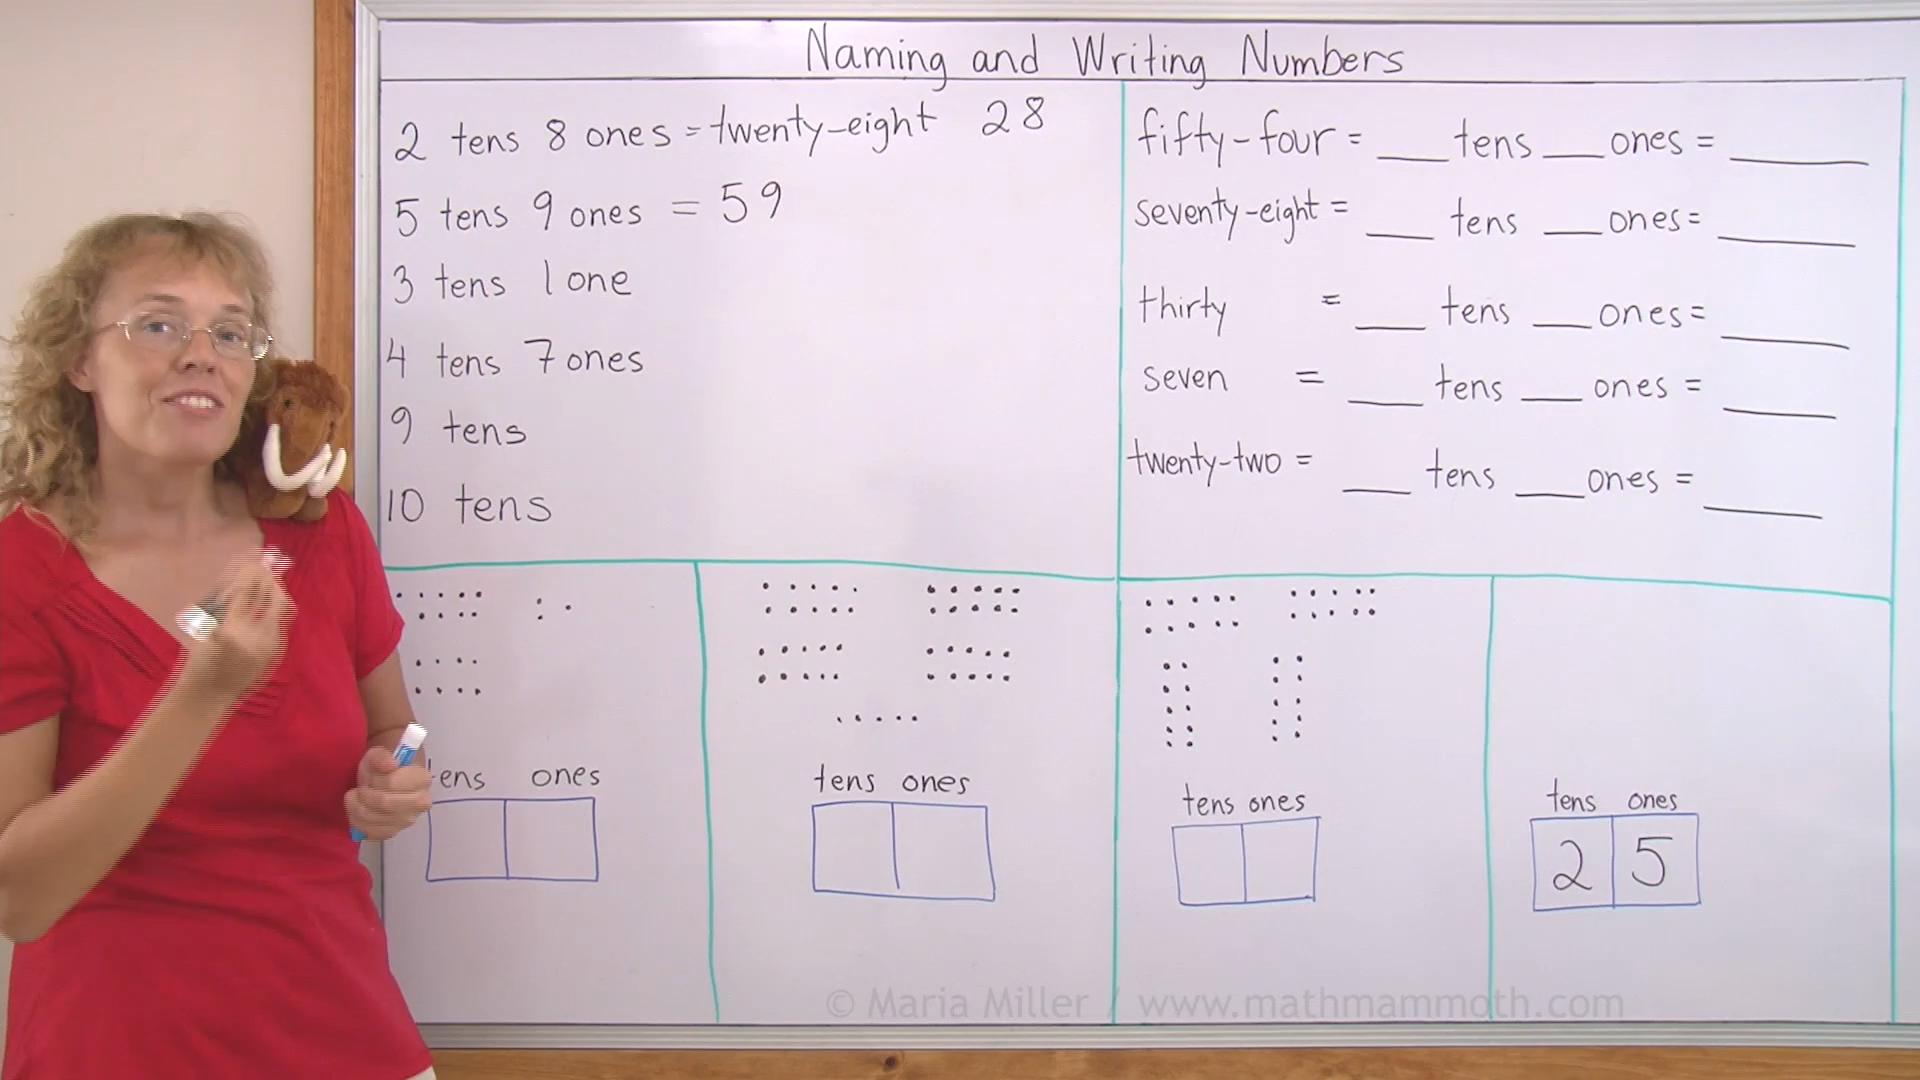 Naming and Writing Numbers
2 tens 8 ones = twenty-eight 28
5 tens 9 ones = 59
3 tens 1 one
4 tens 7 ones
9 tens
10 tens
fifty-four = ___ tens ___ ones = ___
seventy-eight = ___ tens ___ ones = ___
thirty = ___ tens ___ ones = ___
seven = ___ tens ___ ones = ___
twenty-two = ___ tens ___ ones = ___
tens ones
tens ones
tens ones
tens ones
2 5
© Maria Miller / www.mathmammoth.com